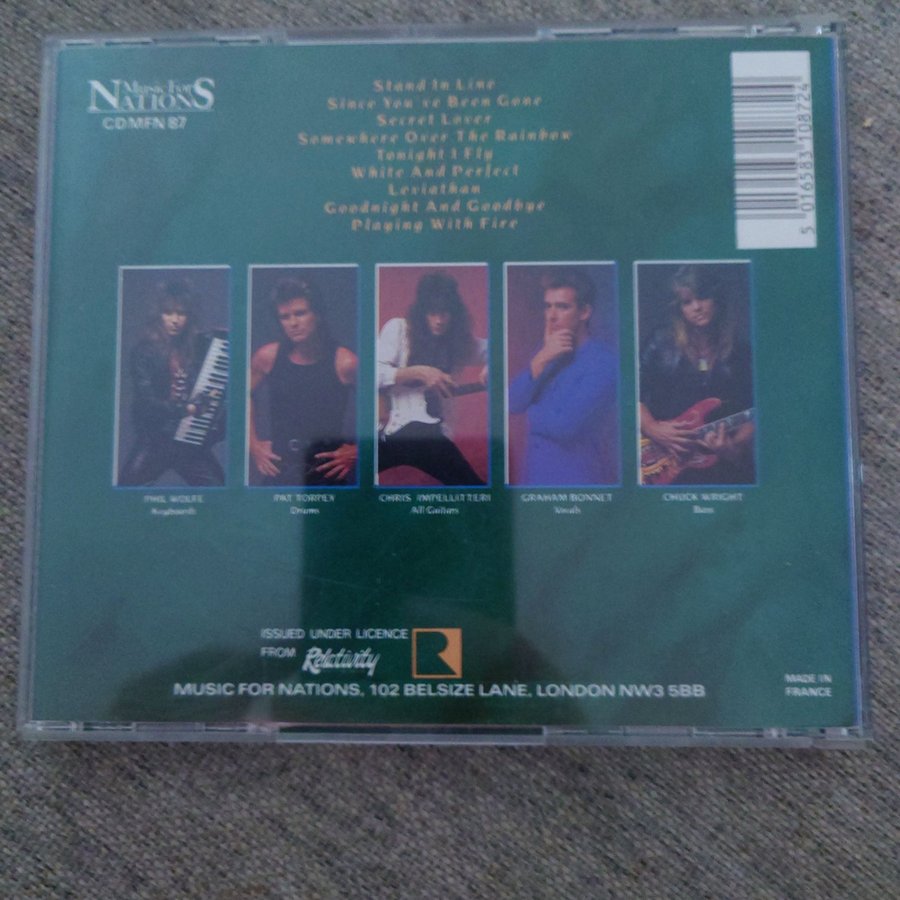 Music For
NATIONS
CDMFN 87
Stand In Line
Since You've Been Gone
Secret Lover
Somewhere Over The Rainbow
Tonight I Fly
White And Perfect
Leviathan
Goodnight And Goodbye
Playing With Fire
5 016583 108724
PHIL WOLFE
Keyboards
PAT TORPEY
Drums
CHRIS IMPELLITTERI
All Guitars
GRAHAM BONNET
Vocals
CHUCK WRIGHT
Bass
ISSUED UNDER LICENCE
FROM Relativity R
MUSIC FOR NATIONS, 102 BELSIZE LANE, LONDON NW3 5BB
MADE IN
FRANCE